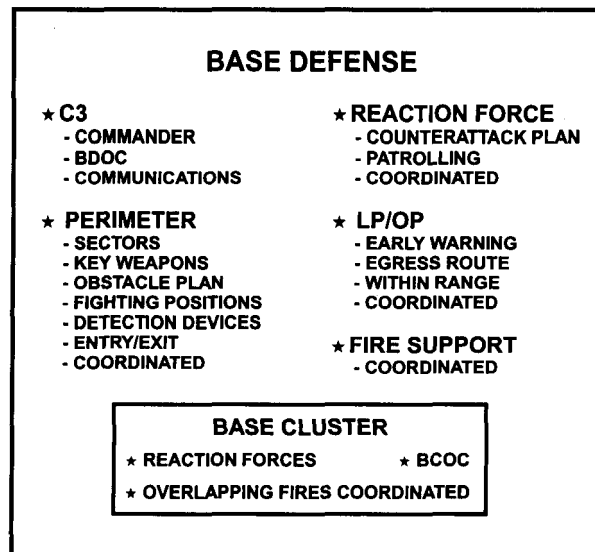 BASE DEFENSE
★ C3
- COMMANDER
- BDOC
- COMMUNICATIONS
★ PERIMETER
- SECTORS
- KEY WEAPONS
- OBSTACLE PLAN
- FIGHTING POSITIONS
- DETECTION DEVICES
- ENTRY/EXIT
- COORDINATED
★ REACTION FORCE
- COUNTERATTACK PLAN
- PATROLLING
- COORDINATED
★ LP/OP
- EARLY WARNING
- EGRESS ROUTE
- WITHIN RANGE
- COORDINATED
★ FIRE SUPPORT
- COORDINATED
BASE CLUSTER
★ REACTION FORCES ★ BCOC
★ OVERLAPPING FIRES COORDINATED